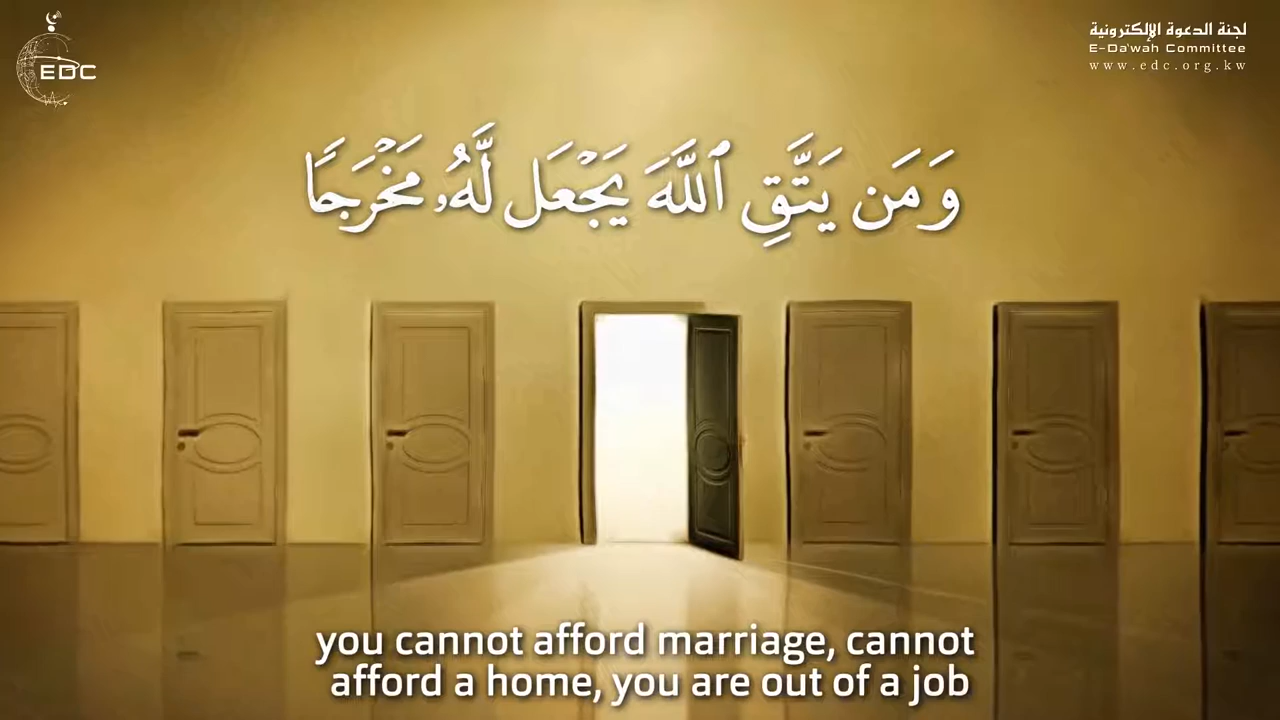 EDC
لجنة الدعوة الإلكترونية
E-Da'wah Committee
www.edc.org.kw
وَمَن يَتَّقِ ٱللَّهَ يَجْعَل لَّهُۥ مَخْرَجًا
you cannot afford marriage, cannot
afford a home, you are out of a job